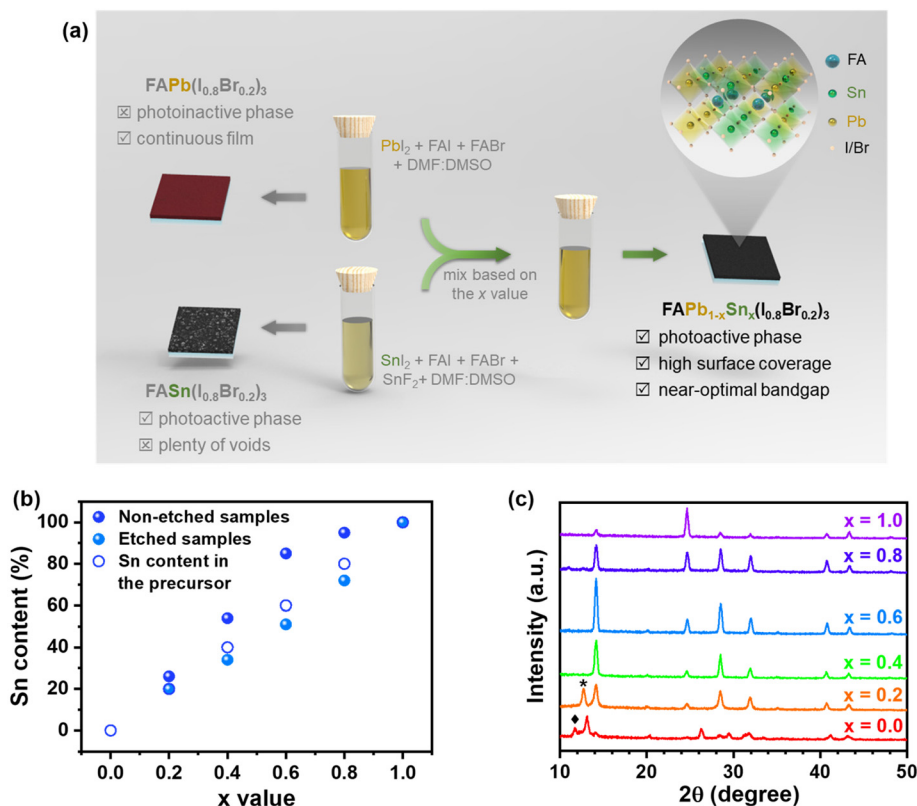 (a)
FAPb(I0.8Br0.2)3
☒ photoinactive phase
☑ continuous film
PbI2 + FAI + FABr
+ DMF:DMSO
SnI2 + FAI + FABr +
SnF2+ DMF:DMSO
FASn(I0.8Br0.2)3
☑ photoactive phase
☒ plenty of voids
mix based on
the x value
FA
Sn
Pb
I/Br
FAPb1-xSnx(I0.8Br0.2)3
☑ photoactive phase
☑ high surface coverage
☑ near-optimal bandgap
(b)
Sn content (%)
100
80
60
40
20
0
Non-etched samples
Etched samples
Sn content in
the precursor
0.0 0.2 0.4 0.6 0.8 1.0
x value
(c)
Intensity (a.u.)
x = 1.0
x = 0.8
x = 0.6
x = 0.4
* x = 0.2
♦ x = 0.0
10 20 30 40 50
2θ (degree)